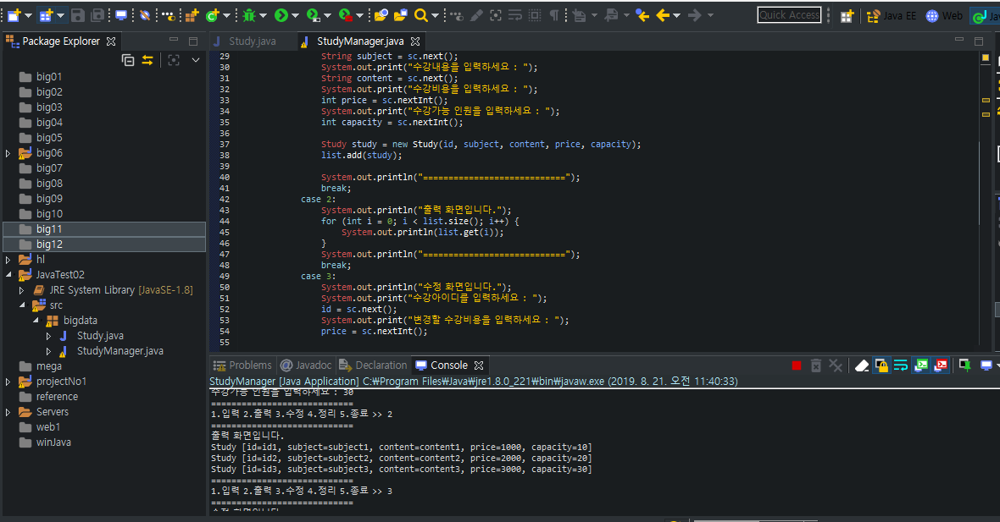 Quick Access
Java EE
Web
Package Explorer
big01
big02
big03
big04
big05
big06
big07
big08
big09
big10
big11
big12
hl
JavaTest02
JRE System Library [JavaSE-1.8]
src
bigdata
Study.java
StudyManager.java
mega
projectNo1
reference
Servers
web1
winJava
Study.java StudyManager.java
29 String subject = sc.next();
30 System.out.print("수강내용을 입력하세요 : ");
31 String content = sc.next();
32 System.out.print("수강비용을 입력하세요 : ");
33 int price = sc.nextInt();
34 System.out.print("수강가능 인원을 입력하세요 : ");
35 int capacity = sc.nextInt();
36
37 Study study = new Study(id, subject, content, price, capacity);
38 list.add(study);
39
40 System.out.println("============================");
41 break;
42 case 2:
43 System.out.println("출력 화면입니다.");
44 for (int i = 0; i < list.size(); i++) {
45 System.out.println(list.get(i));
46 }
47 System.out.println("============================");
48 break;
49 case 3:
50 System.out.println("수정 화면입니다.");
51 System.out.print("수강아이디를 입력하세요 : ");
52 id = sc.next();
53 System.out.print("변경할 수강비용을 입력하세요 : ");
54 price = sc.nextInt();
55
Problems Javadoc Declaration Console
StudyManager [Java Application] C:₩Program Files₩Java₩jre1.8.0_221₩bin₩javaw.exe (2019. 8. 21. 오전 11:40:33)
수강가능 인원을 입력하세요 : 30
============================
1.입력 2.출력 3.수정 4.정리 5.종료 >> 2
============================
출력 화면입니다.
Study [id=id1, subject=subject1, content=content1, price=1000, capacity=10]
Study [id=id2, subject=subject2, content=content2, price=2000, capacity=20]
Study [id=id3, subject=subject3, content=content3, price=3000, capacity=30]
============================
1.입력 2.출력 3.수정 4.정리 5.종료 >> 3
============================